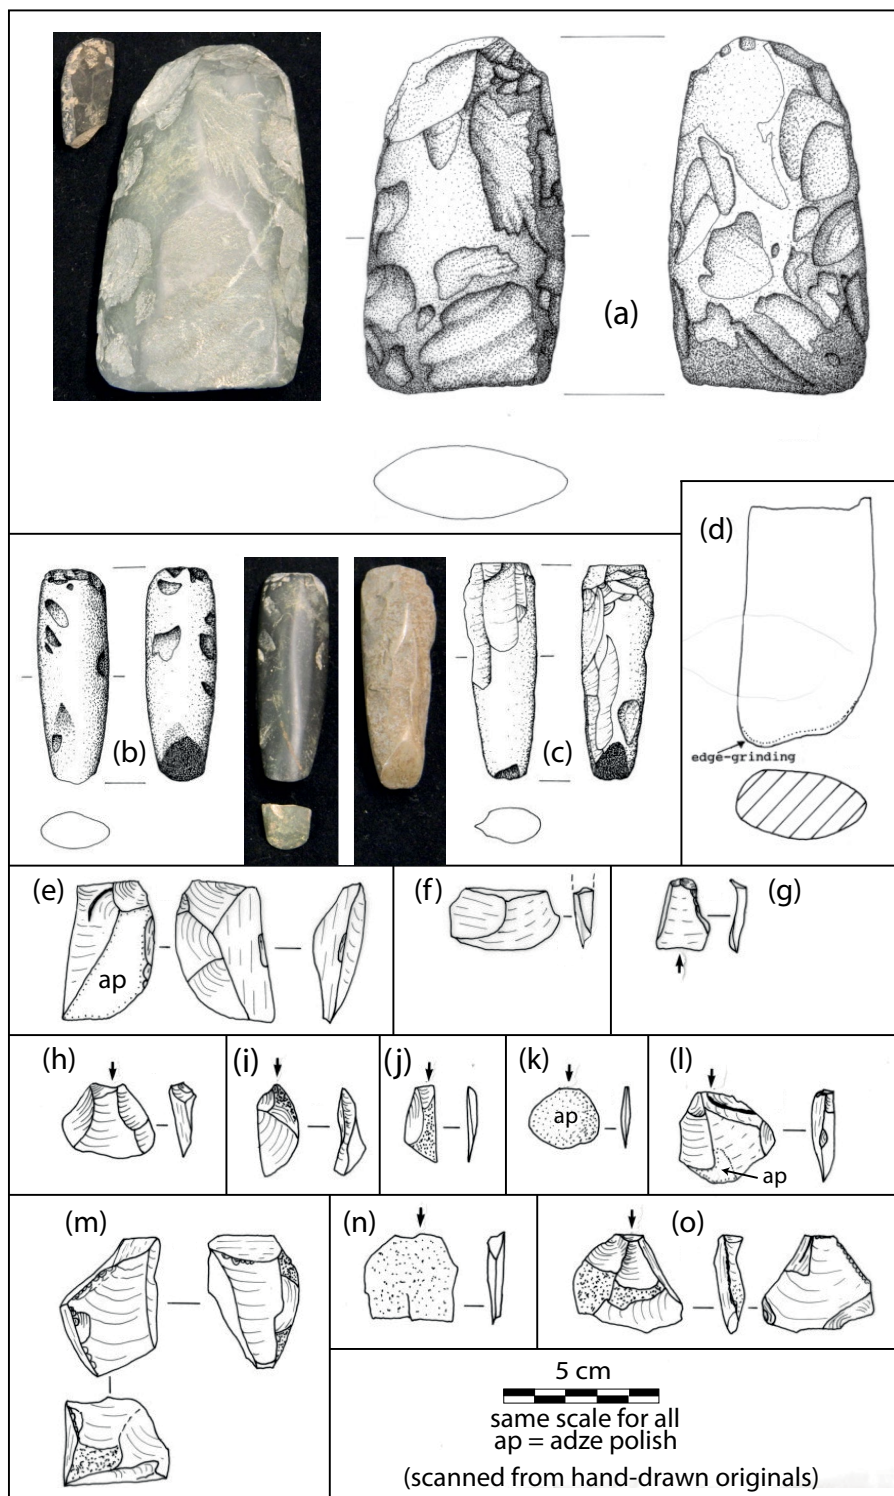 (a)
(d)
edge-grinding
(b)
(c)
(e)
ap
(f)
(g)
(h)
(i)
(j)
(k)
ap
(l)
ap
(m)
(n)
(o)
5 cm
same scale for all
ap = adze polish
(scanned from hand-drawn originals)